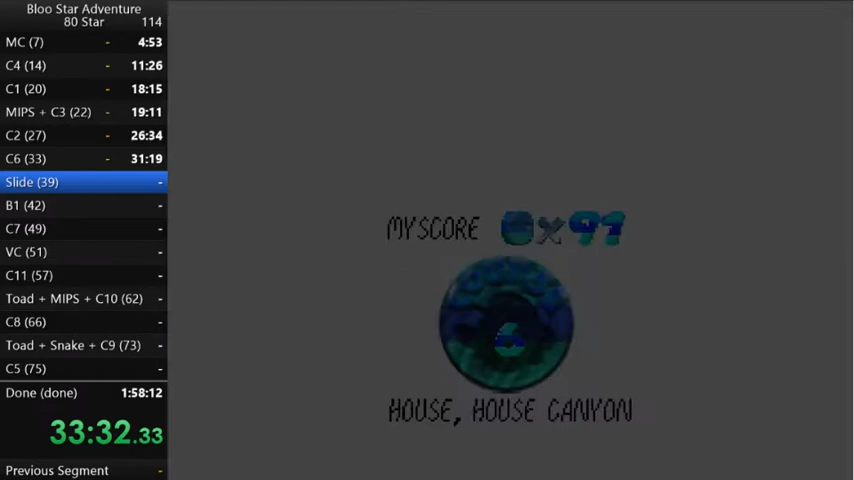 Bloo Star Adventure
80 Star 114
MC (7) - 4:53
C4 (14) - 11:26
C1 (20) - 18:15
MIPS + C3 (22) - 19:11
C2 (27) - 26:34
C6 (33) - 31:19
Slide (39) -
B1 (42) -
C7 (49) -
VC (51) -
C11 (57) -
Toad + MIPS + C10 (62) -
C8 (66) -
Toad + Snake + C9 (73) -
C5 (75) -
Done (done) 1:58:12
33:32.33
Previous Segment -
MYSCORE × 91
6
HOUSE, HOUSE CANYON